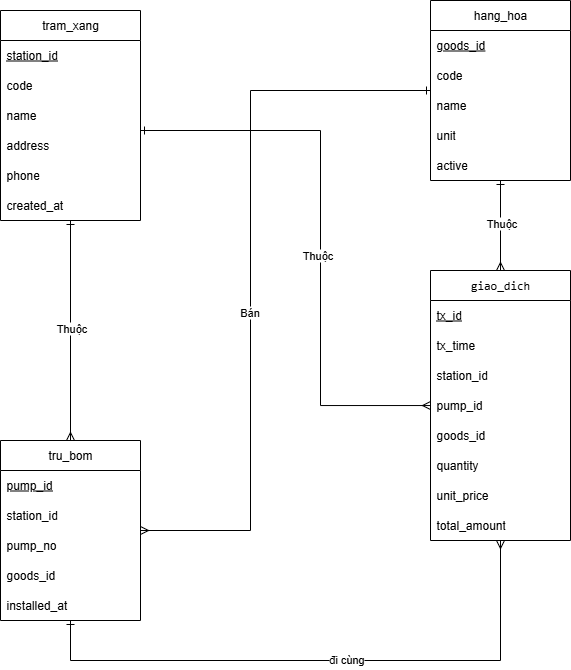 tram_xang
station_id
code
name
address
phone
created_at
hang_hoa
goods_id
code
name
unit
active
Thuộc
Thuộc
Thuộc
Bán
giao_dich
tx_id
tx_time
station_id
pump_id
goods_id
quantity
unit_price
total_amount
tru_bom
pump_id
station_id
pump_no
goods_id
installed_at
đi cùng